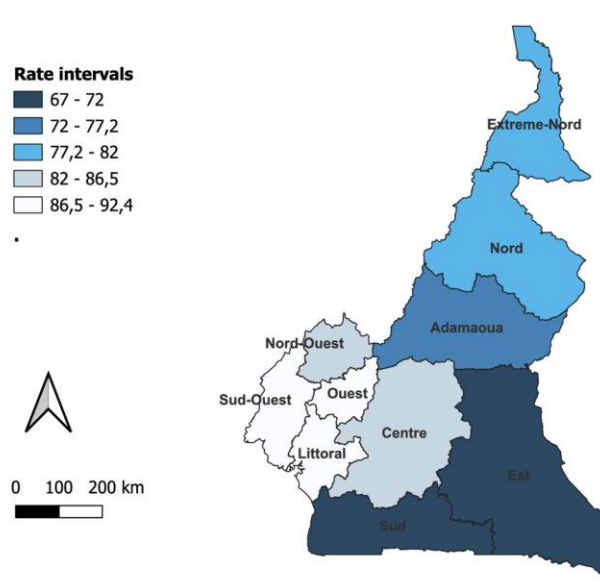 Rate intervals
67 - 72
72 - 77,2
77,2 - 82
82 - 86,5
86,5 - 92,4
Extreme-Nord
Nord
Adamaoua
Nord-Ouest
Ouest
Sud-Ouest
Centre
Littoral
Est
Sud
0 100 200 km